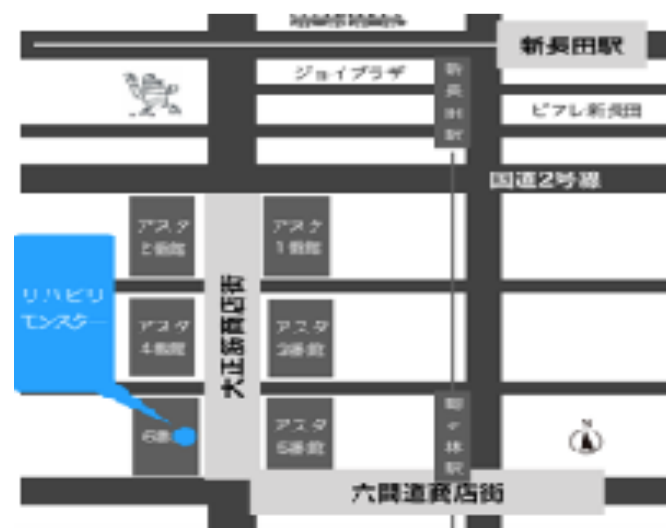 新長田駅
ジョイプラザ
新長田駅
ピフレ新長田
国道2号線
アスタ
2番館
アスタ
1番館
リハビリ
モンスター
大正筋商店街
アスタ
4番館
アスタ
3番館
6番
アスタ
5番館
駒ヶ林駅
N
六間道商店街